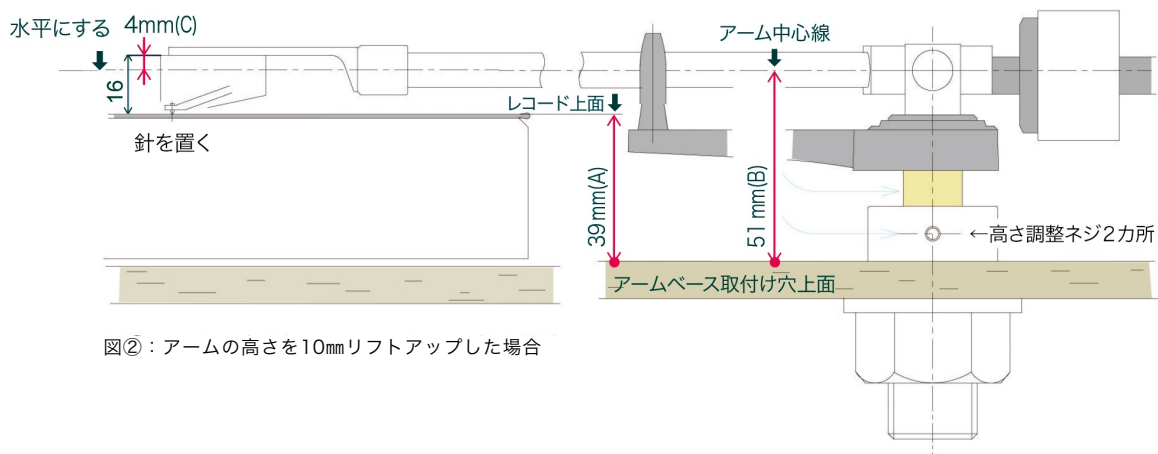 水平にする
4mm(C)
アーム中心線
16
レコード上面
針を置く
39mm(A)
51mm(B)
←高さ調整ネジ2カ所
アームベース取付け穴上面
図②：アームの高さを10㎜リフトアップした場合